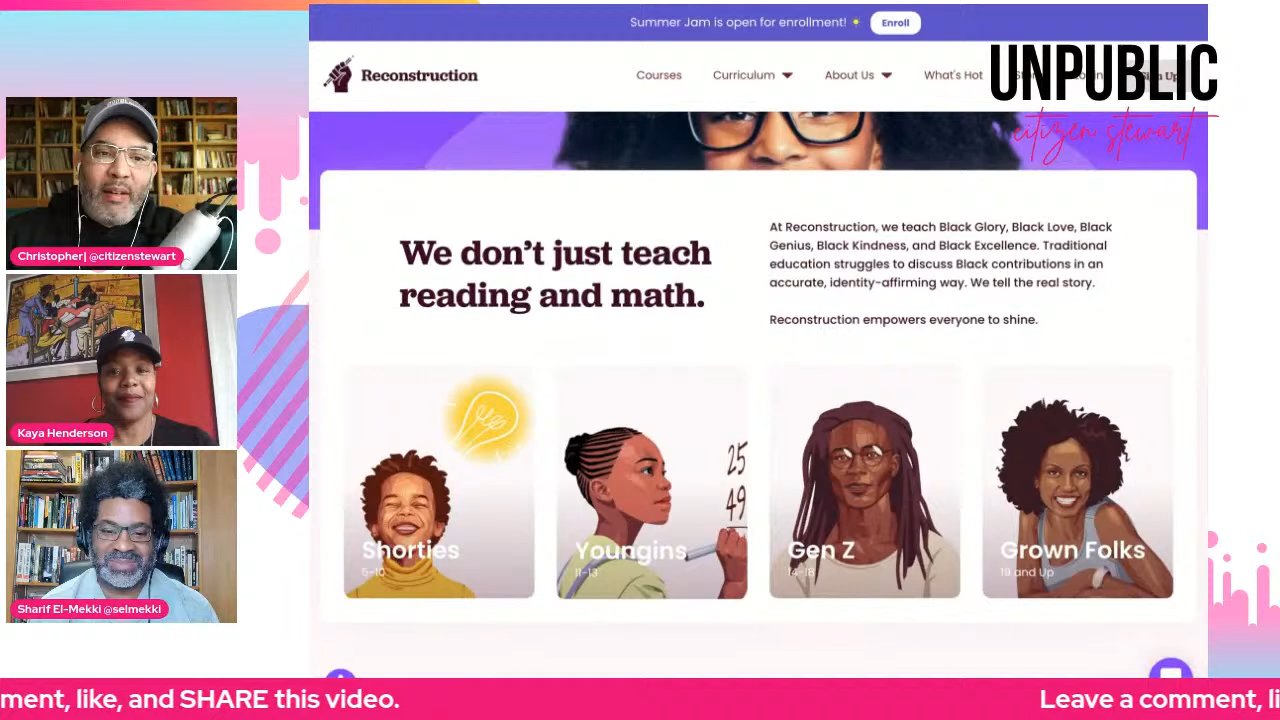 Summer Jam is open for enrollment!
Enroll
Reconstruction
Courses
Curriculum
About Us
What's Hot
Sign Up
UNPUBLIC
citizen stewart
We don't just teach
reading and math.
At Reconstruction, we teach Black Glory, Black Love, Black
Genius, Black Kindness, and Black Excellence. Traditional
education struggles to discuss Black contributions in an
accurate, identity-affirming way. We tell the real story.
Reconstruction empowers everyone to shine.
25
49
Shorties
5-10
Youngins
11-13
Gen Z
14-18
Grown Folks
19 and Up
Christopher| @citizenstewart
Kaya Henderson
Sharif El-Mekki @selmekki
ment, like, and SHARE this video.
Leave a comment, li